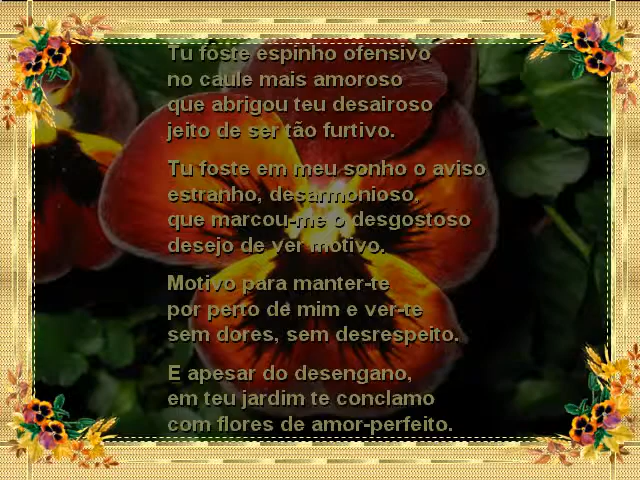 Tu foste espinho ofensivo
no caule mais amoroso
que abrigou teu desairoso
jeito de ser tão furtivo.
Tu foste em meu sonho o aviso
estranho, desarmonioso,
que marcou-me o desgostoso
desejo de ver motivo.
Motivo para manter-te
por perto de mim e ver-te
sem dores, sem desrespeito.
E apesar do desengano,
em teu jardim te conclamo
com flores de amor-perfeito.